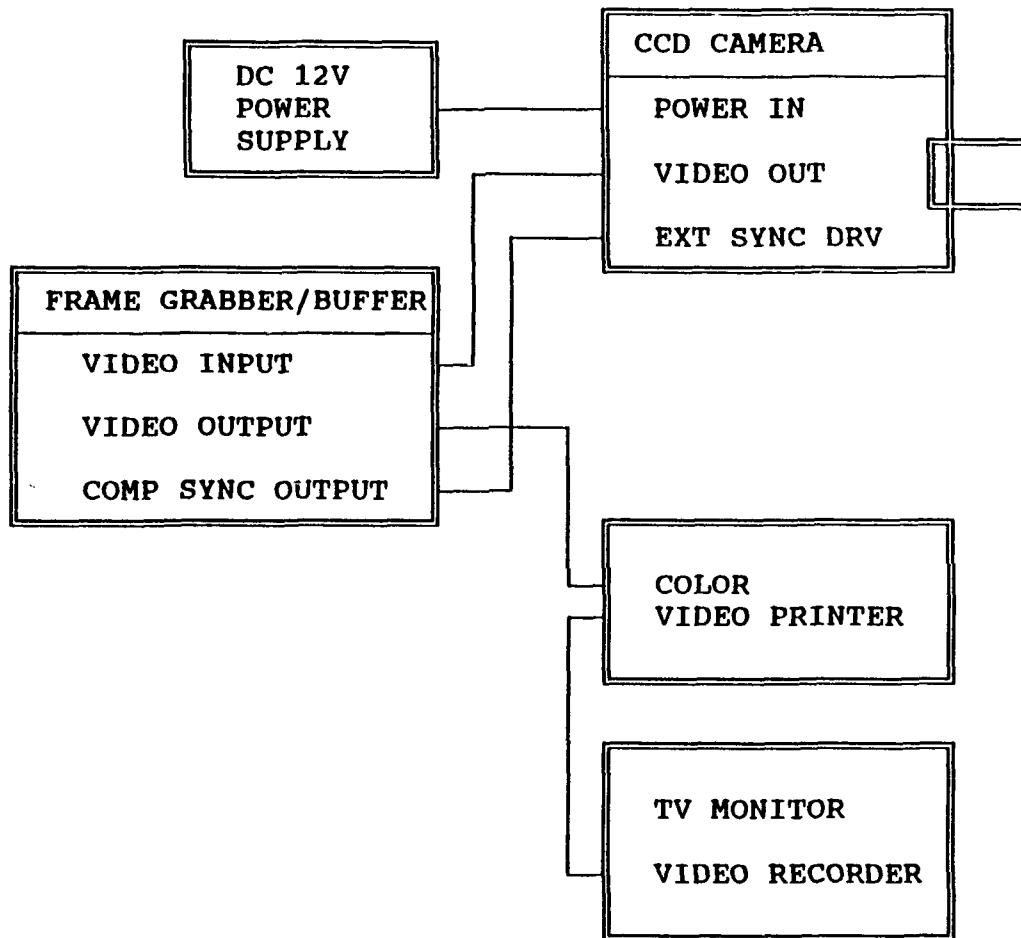 CCD CAMERA
DC 12V
POWER
SUPPLY
POWER IN
VIDEO OUT
EXT SYNC DRV
FRAME GRABBER/BUFFER
VIDEO INPUT
VIDEO OUTPUT
COMP SYNC OUTPUT
COLOR
VIDEO PRINTER
TV MONITOR
VIDEO RECORDER